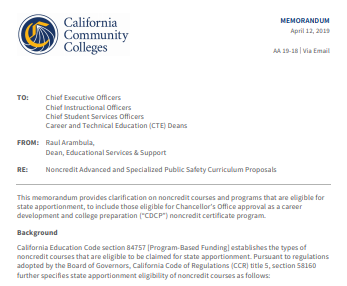 California
Community
Colleges
MEMORANDUM
April 12, 2019
AA 19-18 | Via Email
TO: Chief Executive Officers
Chief Instructional Officers
Chief Student Services Officers
Career and Technical Education (CTE) Deans
FROM: Raul Arambula,
Dean, Educational Services & Support
RE: Noncredit Advanced and Specialized Public Safety Curriculum Proposals
This memorandum provides clarification on noncredit courses and programs that are eligible for
state apportionment, to include those eligible for Chancellor's Office approval as a career
development and college preparation ("CDCP") noncredit certificate program.
Background
California Education Code section 84757 [Program-Based Funding] establishes the types of
noncredit courses that are eligible to be claimed for state apportionment. Pursuant to regulations
adopted by the Board of Governors, California Code of Regulations (CCR) title 5, section 58160
further specifies state apportionment eligibility of noncredit courses as follows: